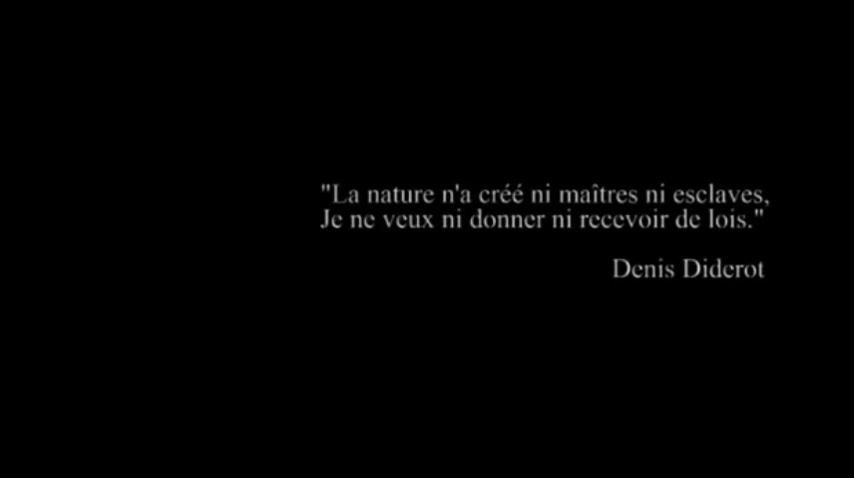 "La nature n'a créé ni maîtres ni esclaves,
Je ne veux ni donner ni recevoir de lois."
Denis Diderot